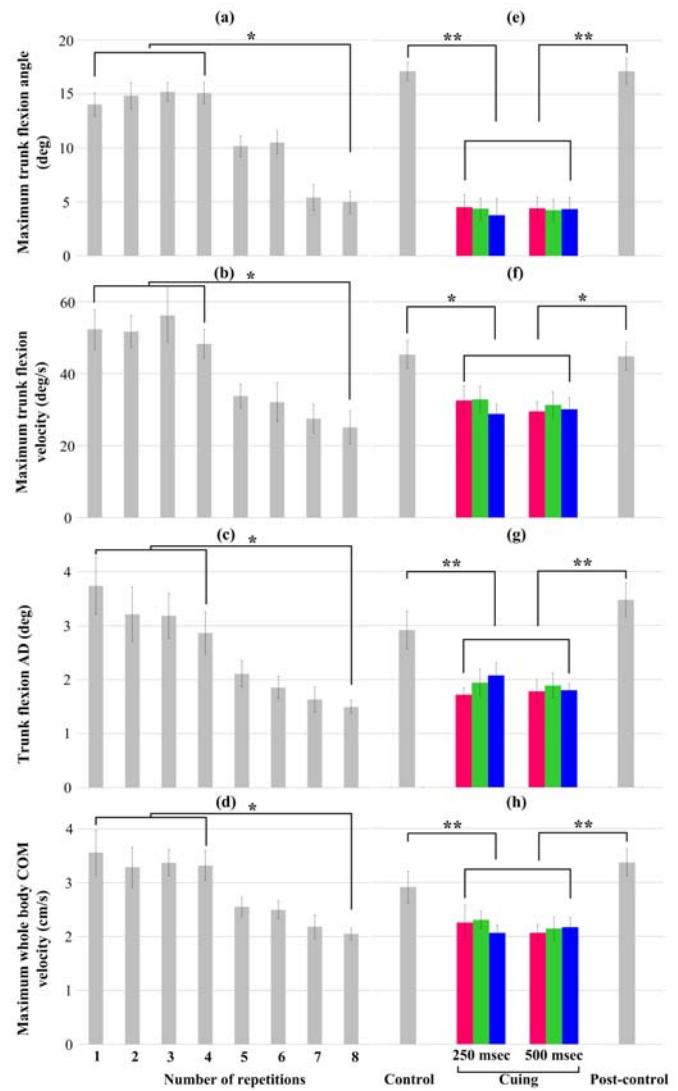 (a)
(e)
Maximum trunk flexion angle
(deg)
20
15
10
5
0
*
**
**
(b)
(f)
Maximum trunk flexion
velocity (deg/s)
60
40
20
0
*
*
*
(c)
(g)
Trunk flexion AD (deg)
4
3
2
1
0
*
**
**
(d)
(h)
Maximum whole body COM
velocity (cm/s)
4
3
2
1
0
*
**
**
1 2 3 4 5 6 7 8
Number of repetitions
Control
250 msec
500 msec
Cuing
Post-control